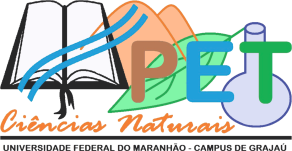 PET
Ciências Naturais
UNIVERSIDADE FEDERAL DO MARANHÃO - CAMPUS DE GRAJAÚ